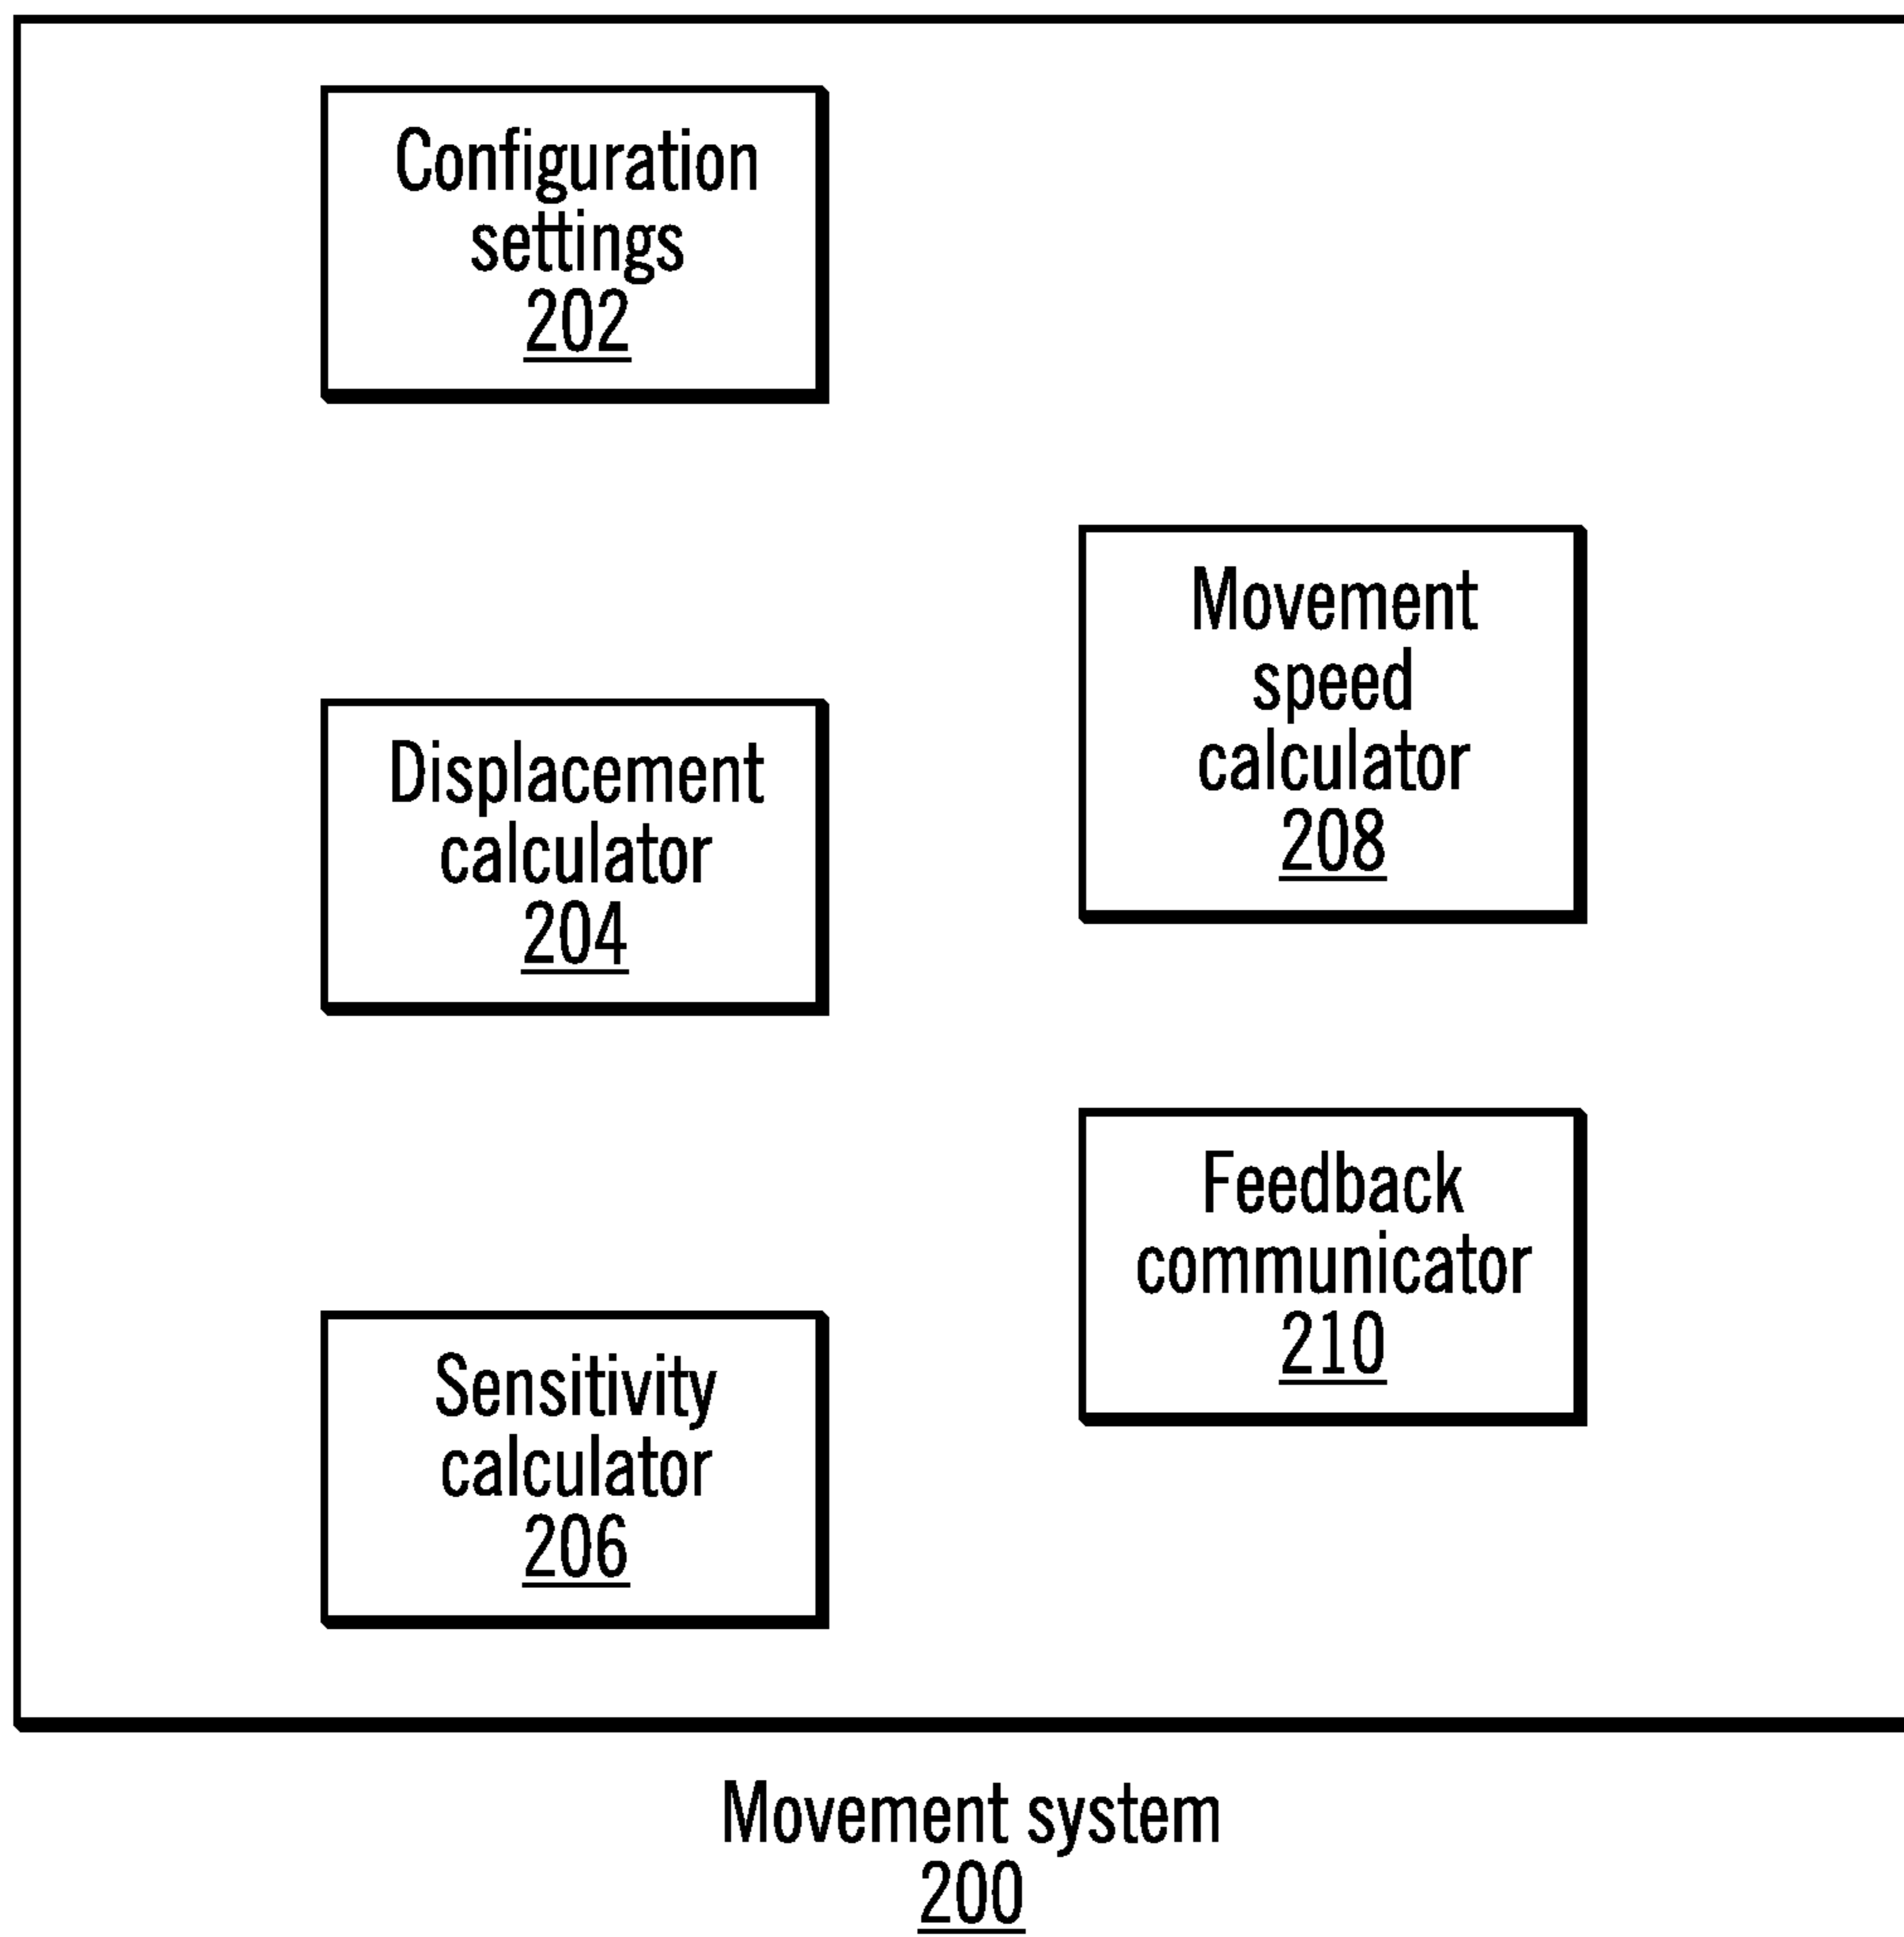 Configuration
settings
202
Displacement
calculator
204
Sensitivity
calculator
206
Movement
speed
calculator
208
Feedback
communicator
210
Movement system
200